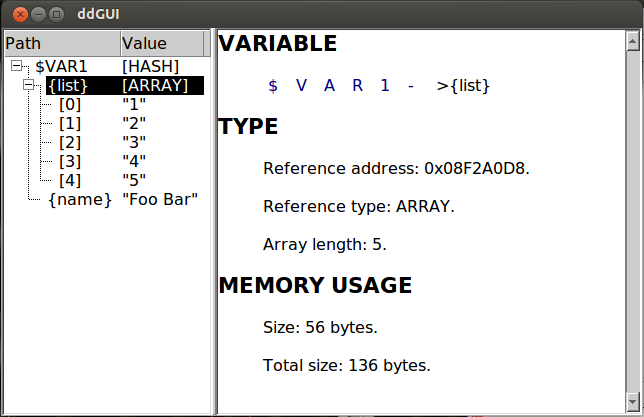 ddGUI
Path Value
$VAR1 [HASH]
{list} [ARRAY]
[0] "1"
[1] "2"
[2] "3"
[3] "4"
[4] "5"
{name} "Foo Bar"
VARIABLE
$ V A R 1 - >{list}
TYPE
Reference address: 0x08F2A0D8.
Reference type: ARRAY.
Array length: 5.
MEMORY USAGE
Size: 56 bytes.
Total size: 136 bytes.